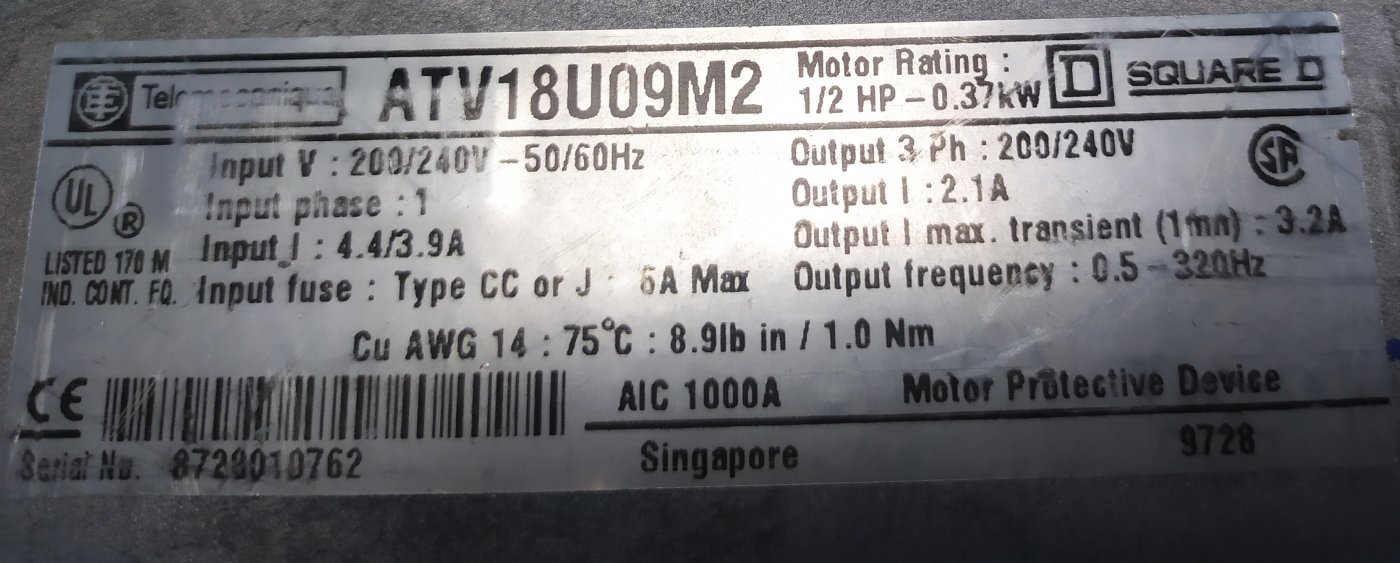 Telemecanique ATV18U09M2 Motor Rating :
1/2 HP - 0.37kW
D SQUARE D
Input V : 200/240V - 50/60Hz
Input phase : 1
Input I : 4.4/3.9A
Input fuse : Type CC or J : 6A Max
Output 3 Ph : 200/240V
Output I : 2.1A
Output I max. transient (1mn) : 3.2A
Output frequency : 0.5 - 320Hz
UL ®
LISTED 170 M
IND. CONT. EQ.
SA
Cu AWG 14 : 75°C : 8.9lb in / 1.0 Nm
CE
AIC 1000A Motor Protective Device
Serial No. Singapore 9728